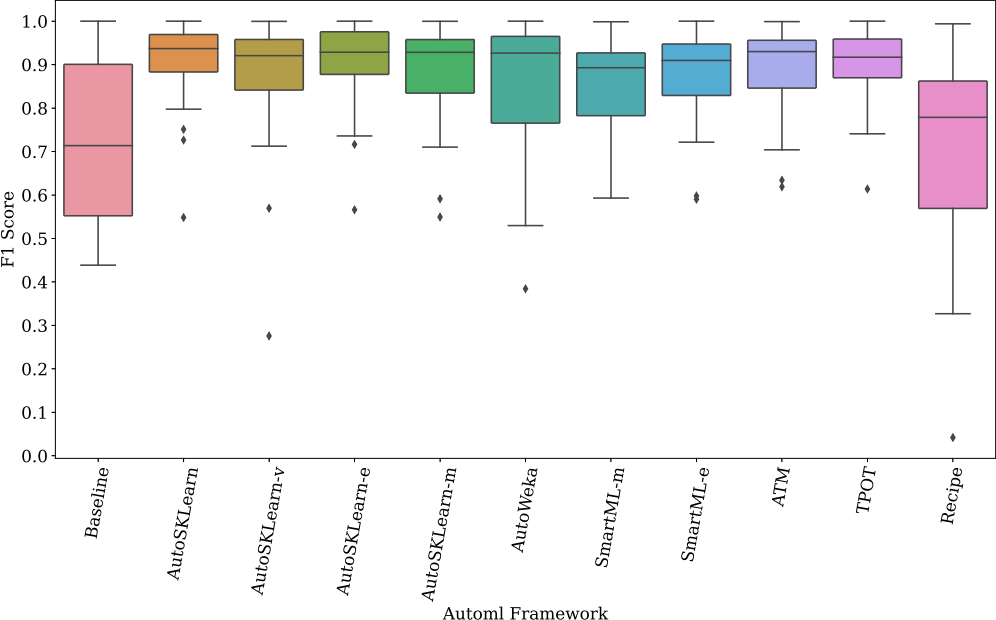 F1 Score
1.0
0.9
0.8
0.7
0.6
0.5
0.4
0.3
0.2
0.1
0.0
Baseline
AutoSKLearn
AutoSKLearn-v
AutoSKLearn-e
AutoSKLearn-m
AutoWeka
SmartML-m
SmartML-e
ATM
TPOT
Recipe
Automl Framework